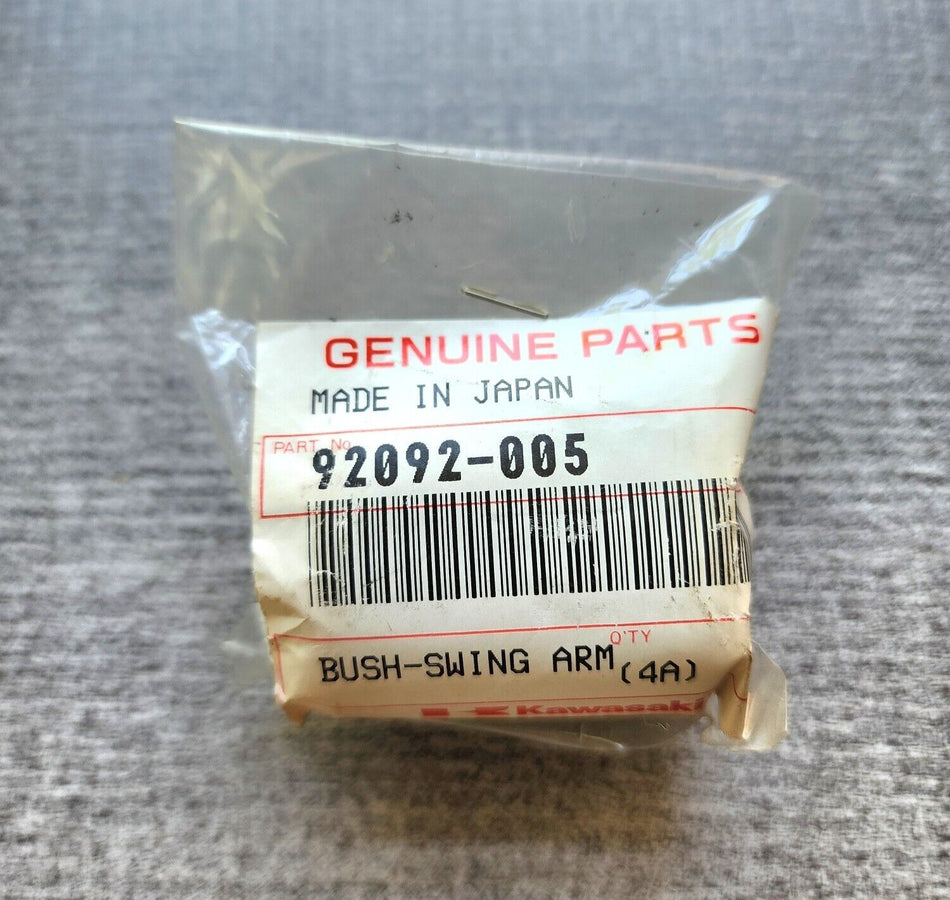 GENUINE PARTS
MADE IN JAPAN
PART No.
92092-005
Q'TY
BUSH-SWING ARM (4A)
Kawasaki